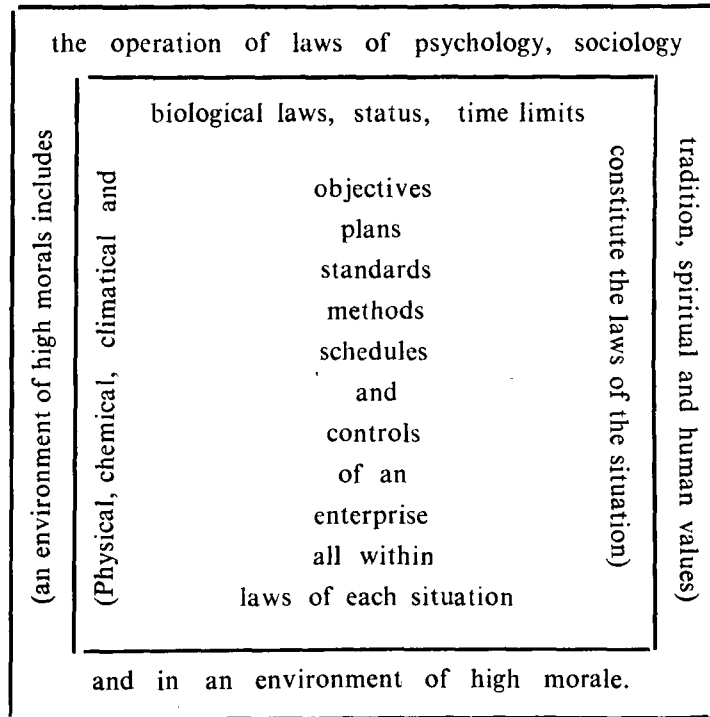 the operation of laws of psychology, sociology
(an environment of high morals includes
tradition, spiritual and human values)
biological laws, status, time limits
(Physical, chemical, climatical and
constitute the laws of the situation)
objectives
plans
standards
methods
schedules
and
controls
of an
enterprise
all within
laws of each situation
and in an environment of high morale.